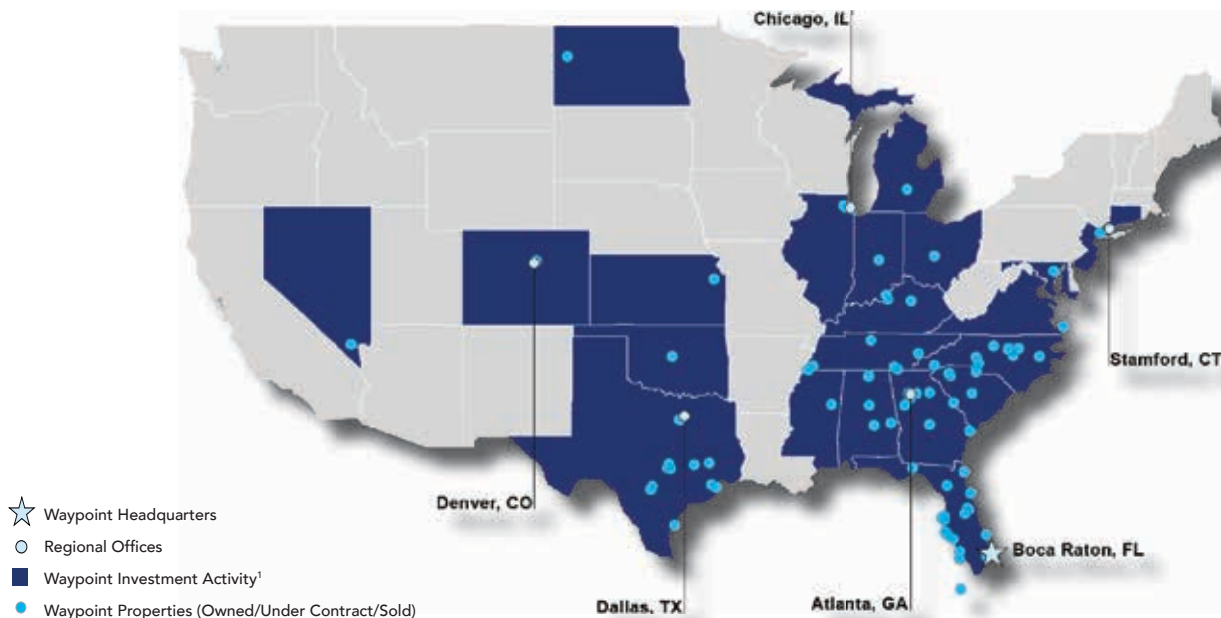 Chicago, IL
Stamford, CT
Denver, CO
Boca Raton, FL
Dallas, TX
Atlanta, GA
Waypoint Headquarters
Regional Offices
Waypoint Investment Activity¹
Waypoint Properties (Owned/Under Contract/Sold)